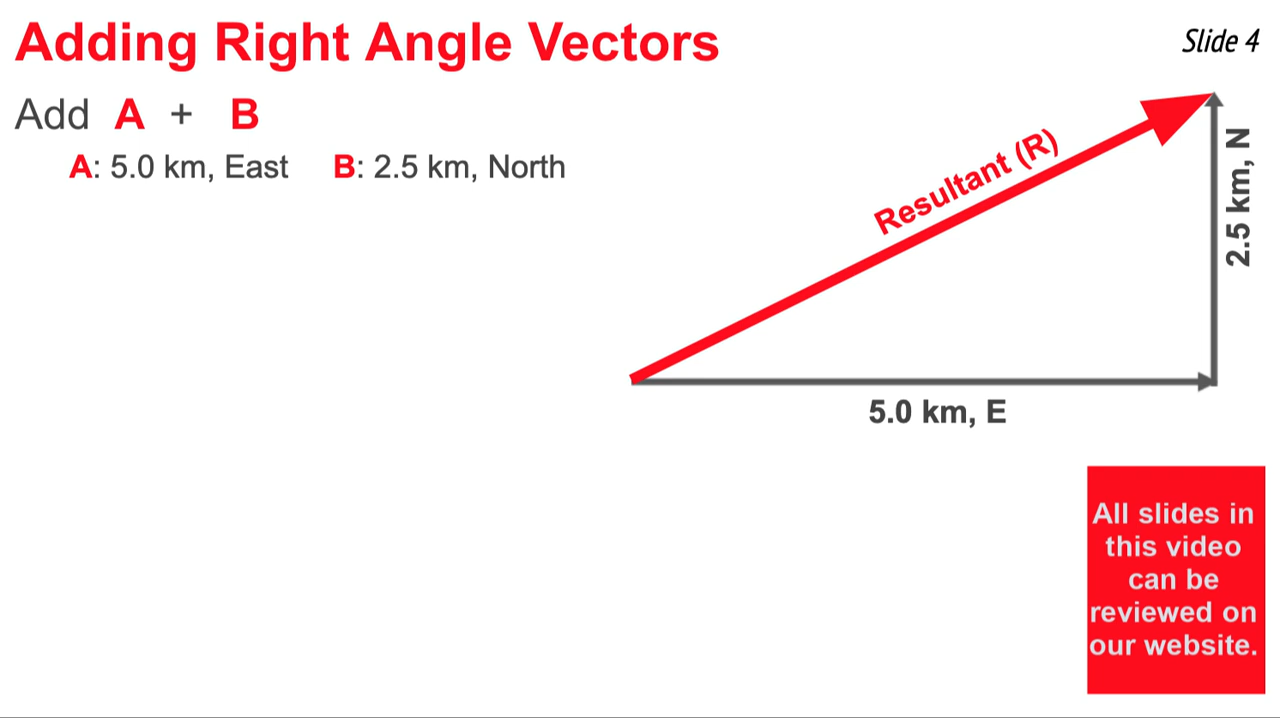 Adding Right Angle Vectors
Slide 4
Add A + B
A: 5.0 km, East B: 2.5 km, North
Resultant (R)
2.5 km, N
5.0 km, E
All slides in
this video
can be
reviewed on
our website.